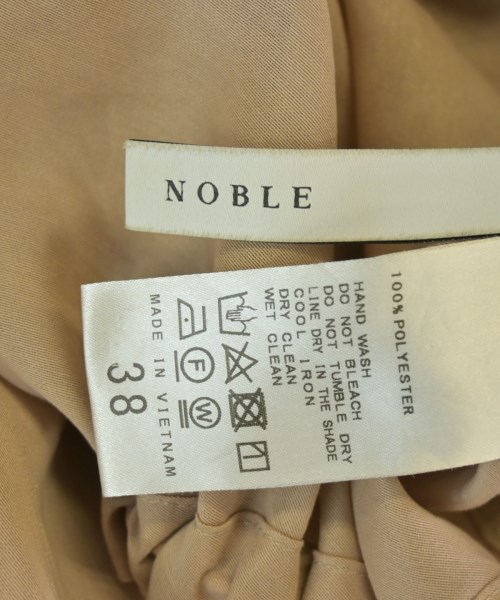 NOBLE
100% POLYESTER
HAND WASH
DO NOT BLEACH
DO NOT TUMBLE DRY
LINE DRY IN THE SHADE
COOL IRON
DRY CLEAN
WET CLEAN
F
W
MADE IN VIETNAM
38